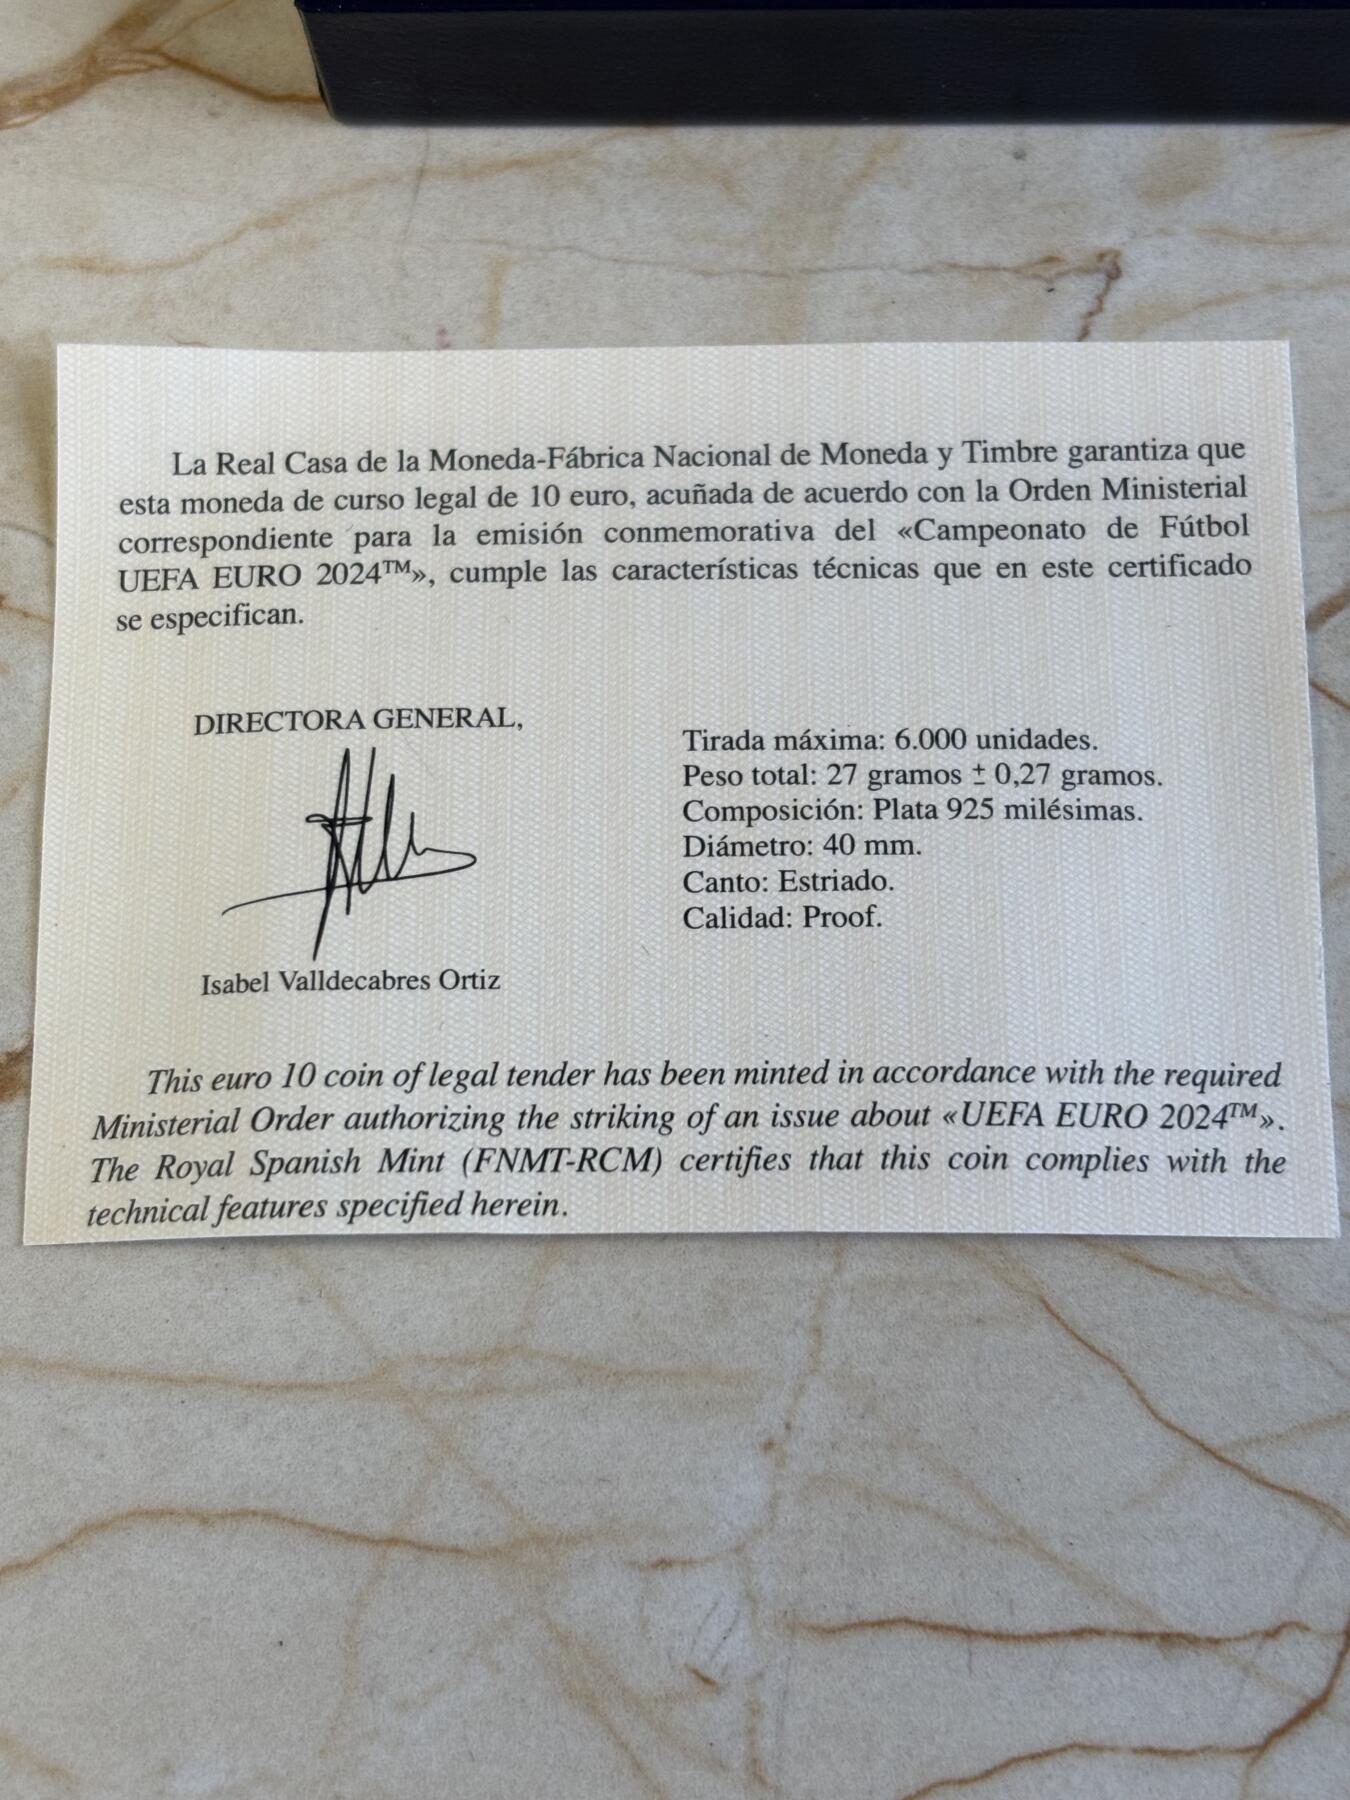 La Real Casa de la Moneda-Fábrica Nacional de Moneda y Timbre garantiza que
esta moneda de curso legal de 10 euro, acuñada de acuerdo con la Orden Ministerial
correspondiente para la emisión conmemorativa del «Campeonato de Fútbol
UEFA EURO 2024™», cumple las características técnicas que en este certificado
se especifican.
DIRECTORA GENERAL,
Isabel Valldecabres Ortiz
Tirada máxima: 6.000 unidades.
Peso total: 27 gramos ± 0,27 gramos.
Composición: Plata 925 milésimas.
Diámetro: 40 mm.
Canto: Estriado.
Calidad: Proof.
This euro 10 coin of legal tender has been minted in accordance with the required
Ministerial Order authorizing the striking of an issue about «UEFA EURO 2024™».
The Royal Spanish Mint (FNMT-RCM) certifies that this coin complies with the
technical features specified herein.